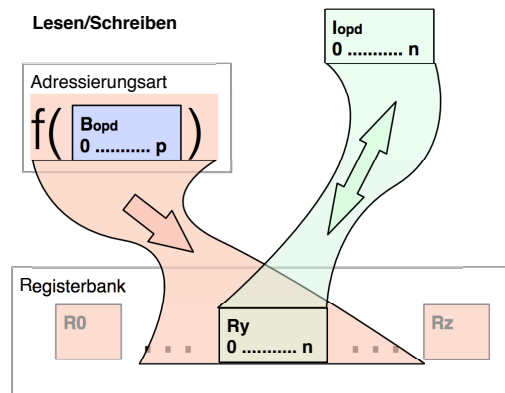 Lesen/Schreiben
Iopd
0 ........... n
Adressierungsart
f( )
Bopd
0 ........... p
Registerbank
R0
. . .
Ry
0 ........... n
. . . .
Rz